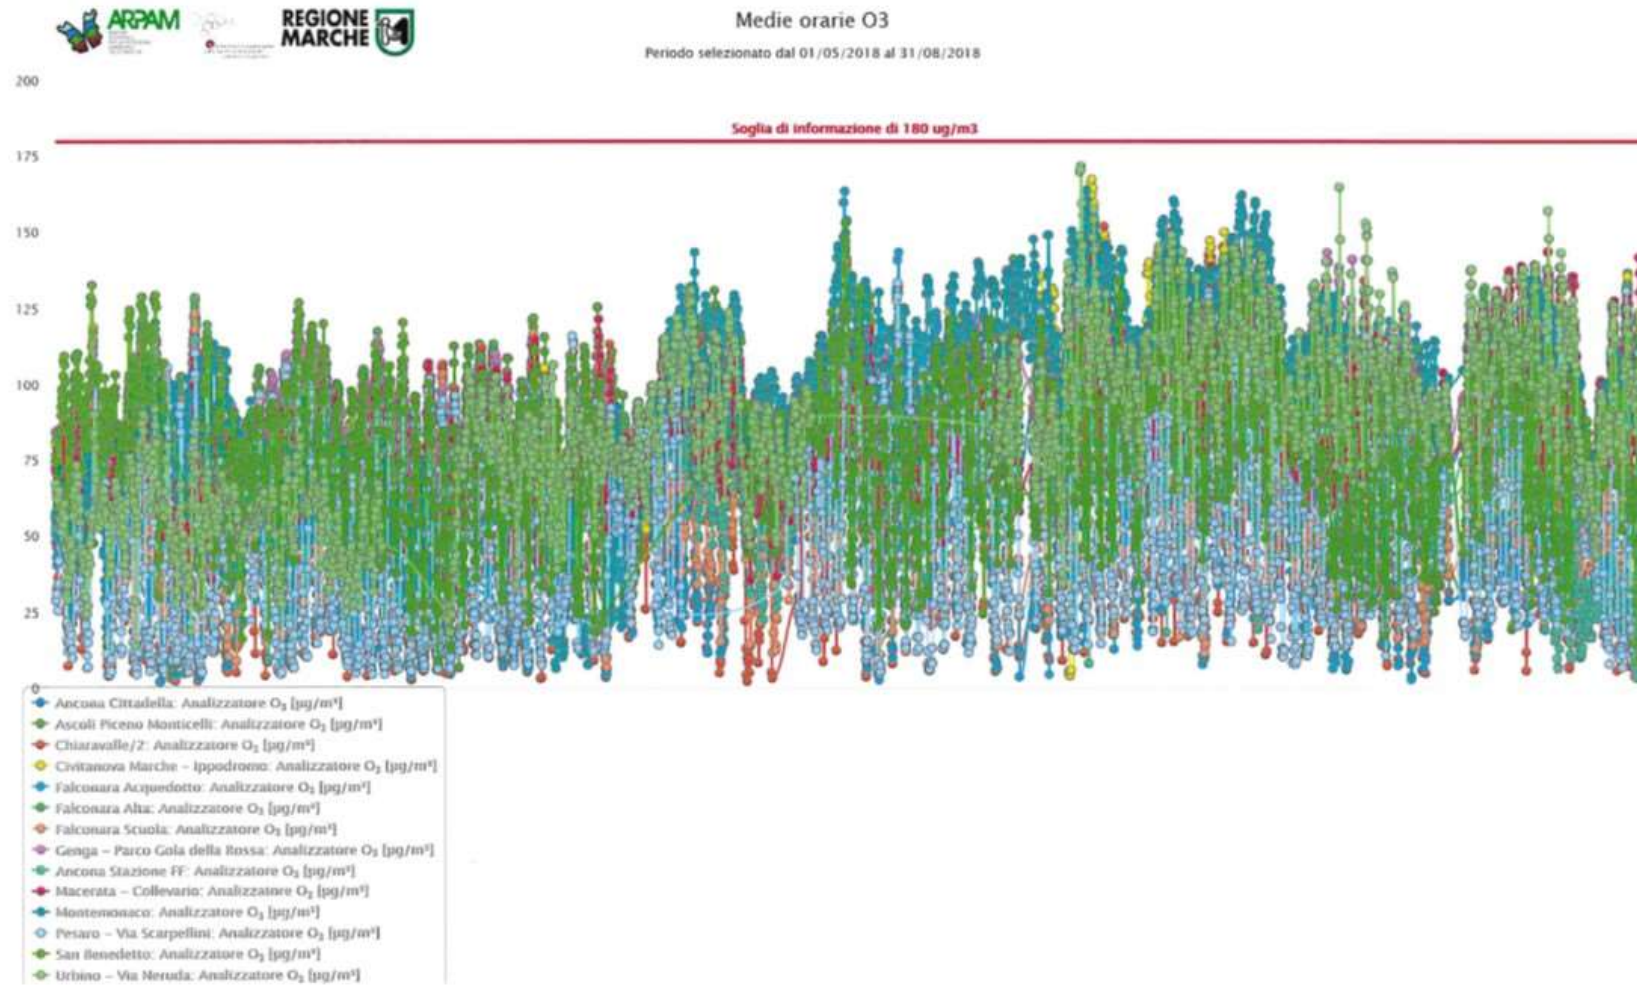 ARPAM
REGIONE
MARCHE
Medie orarie O3
Periodo selezionato dal 01/05/2018 al 31/08/2018
200
Soglia di informazione di 180 ug/m3
175
150
125
100
75
50
25
0
Ancona Cittadella: Analizzatore O₃ [µg/m³]
Ascoli Piceno Monticelli: Analizzatore O₃ [µg/m³]
Chiaravalle/2: Analizzatore O₃ [µg/m³]
Civitanova Marche – Ippodromo: Analizzatore O₃ [µg/m³]
Falconara Acquedotto: Analizzatore O₃ [µg/m³]
Falconara Alta: Analizzatore O₃ [µg/m³]
Falconara Scuola: Analizzatore O₃ [µg/m³]
Genga – Parco Gola della Rossa: Analizzatore O₃ [µg/m³]
Ancona Stazione FF: Analizzatore O₃ [µg/m³]
Macerata – Collevario: Analizzatore O₃ [µg/m³]
Montemonaco: Analizzatore O₃ [µg/m³]
Pesaro – Via Scarpellini: Analizzatore O₃ [µg/m³]
San Benedetto: Analizzatore O₃ [µg/m³]
Urbino – Via Neruda: Analizzatore O₃ [µg/m³]